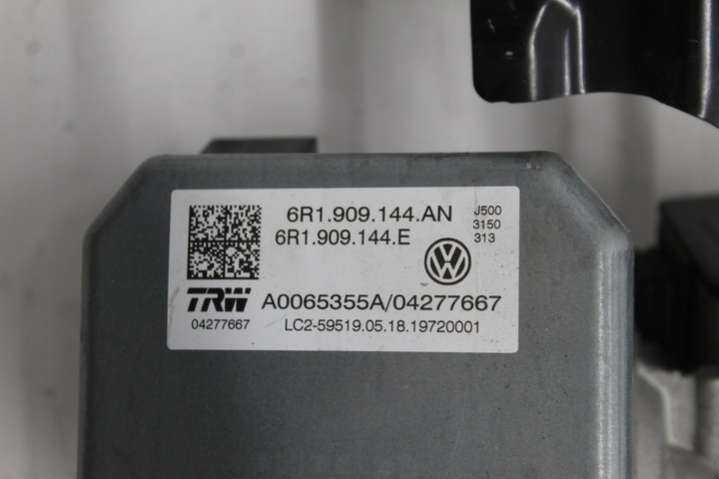 6R1.909.144.AN
6R1.909.144.E
J500
3150
313
TRW
04277667
A0065355A/04277667
LC2-59519.05.18.19720001